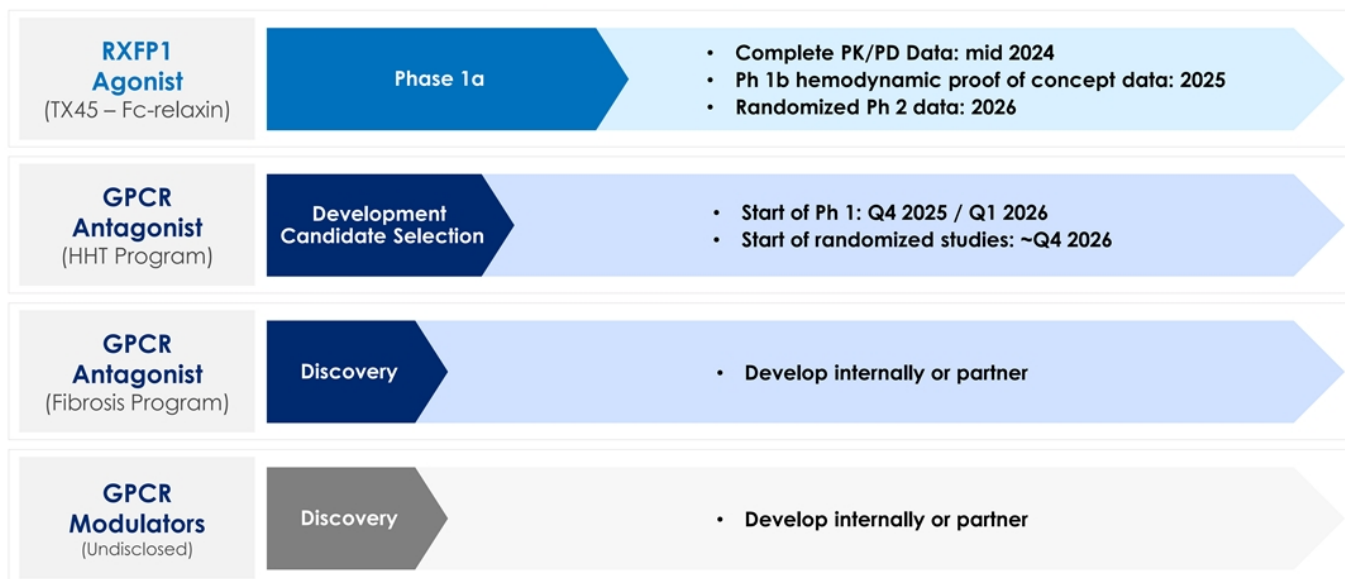 RXFP1
Agonist
(TX45 – Fc-relaxin)
Phase 1a
• Complete PK/PD Data: mid 2024
• Ph 1b hemodynamic proof of concept data: 2025
• Randomized Ph 2 data: 2026
GPCR
Antagonist
(HHT Program)
Development
Candidate Selection
• Start of Ph 1: Q4 2025 / Q1 2026
• Start of randomized studies: ~Q4 2026
GPCR
Antagonist
(Fibrosis Program)
Discovery
• Develop internally or partner
GPCR
Modulators
(Undisclosed)
Discovery
• Develop internally or partner